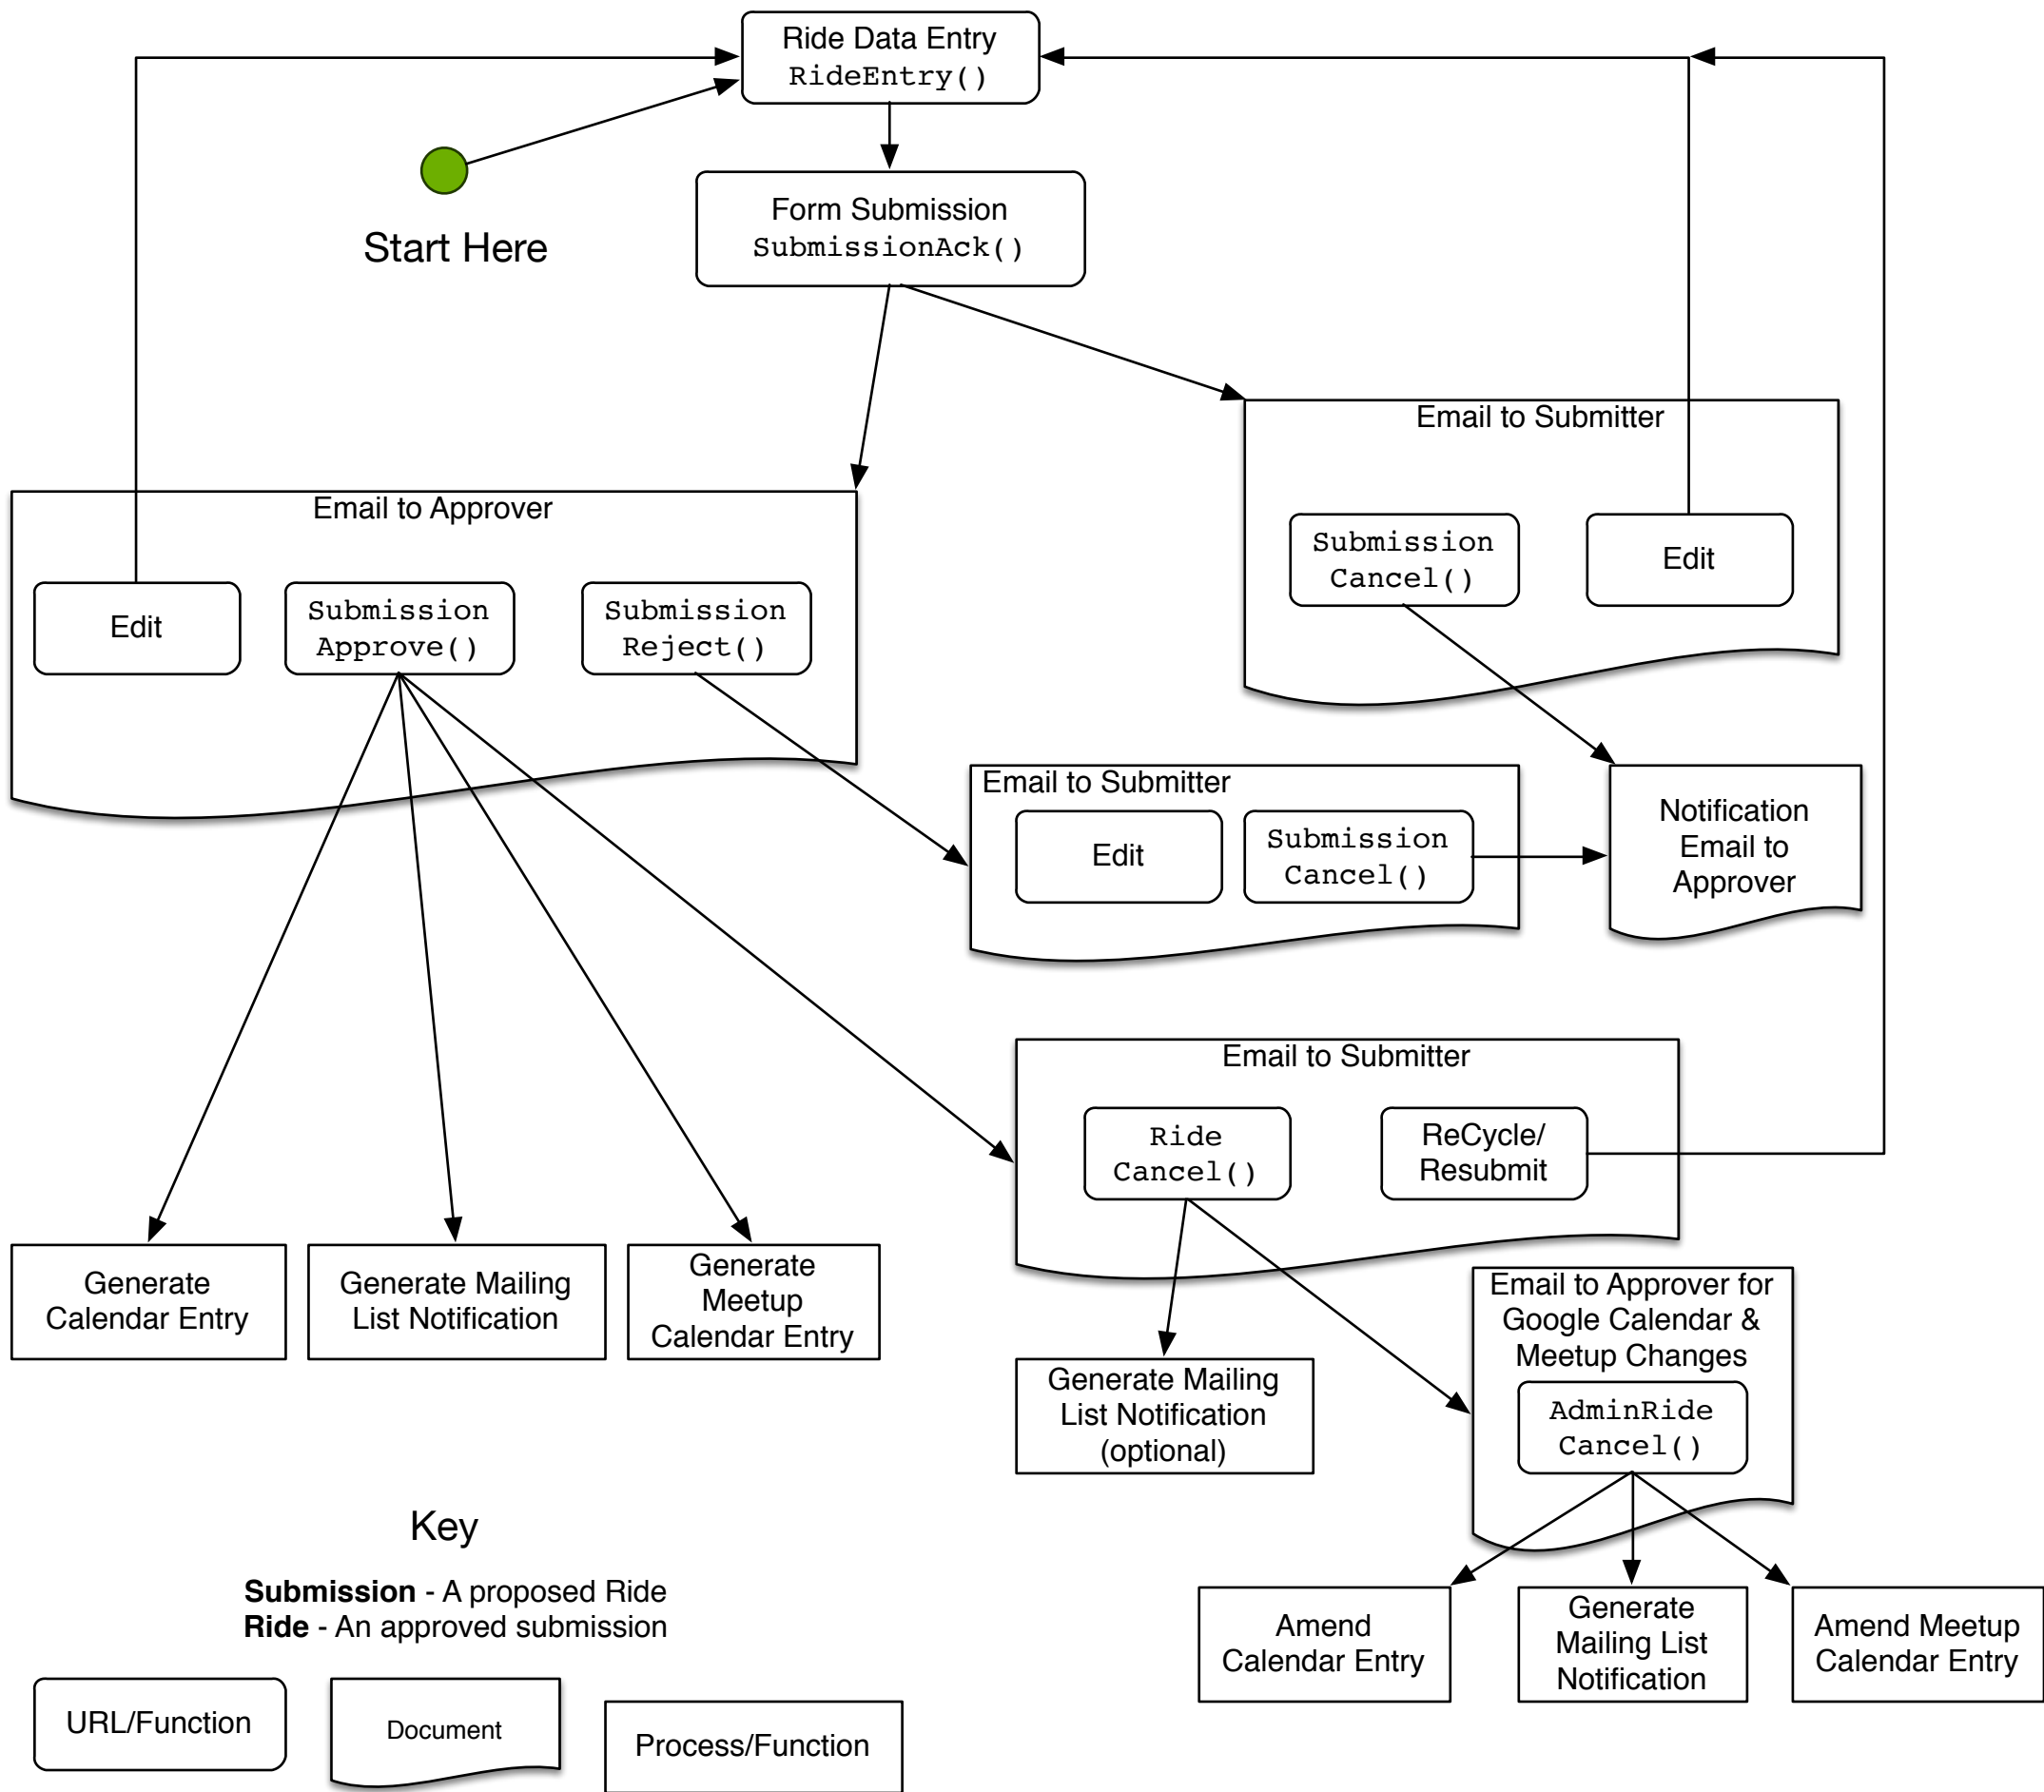 Ride Data Entry
RideEntry()
Start Here
Form Submission
SubmissionAck()
Email to Submitter
Submission
Cancel()
Edit
Email to Approver
Edit
Submission
Approve()
Submission
Reject()
Email to Submitter
Edit
Submission
Cancel()
Notification
Email to
Approver
Email to Submitter
Ride
Cancel()
ReCycle/
Resubmit
Generate
Calendar Entry
Generate Mailing
List Notification
Generate
Meetup
Calendar Entry
Generate Mailing
List Notification
(optional)
Email to Approver for
Google Calendar &
Meetup Changes
AdminRide
Cancel()
Amend
Calendar Entry
Generate
Mailing List
Notification
Amend Meetup
Calendar Entry
Key
Submission - A proposed Ride
Ride - An approved submission
URL/Function
Document
Process/Function